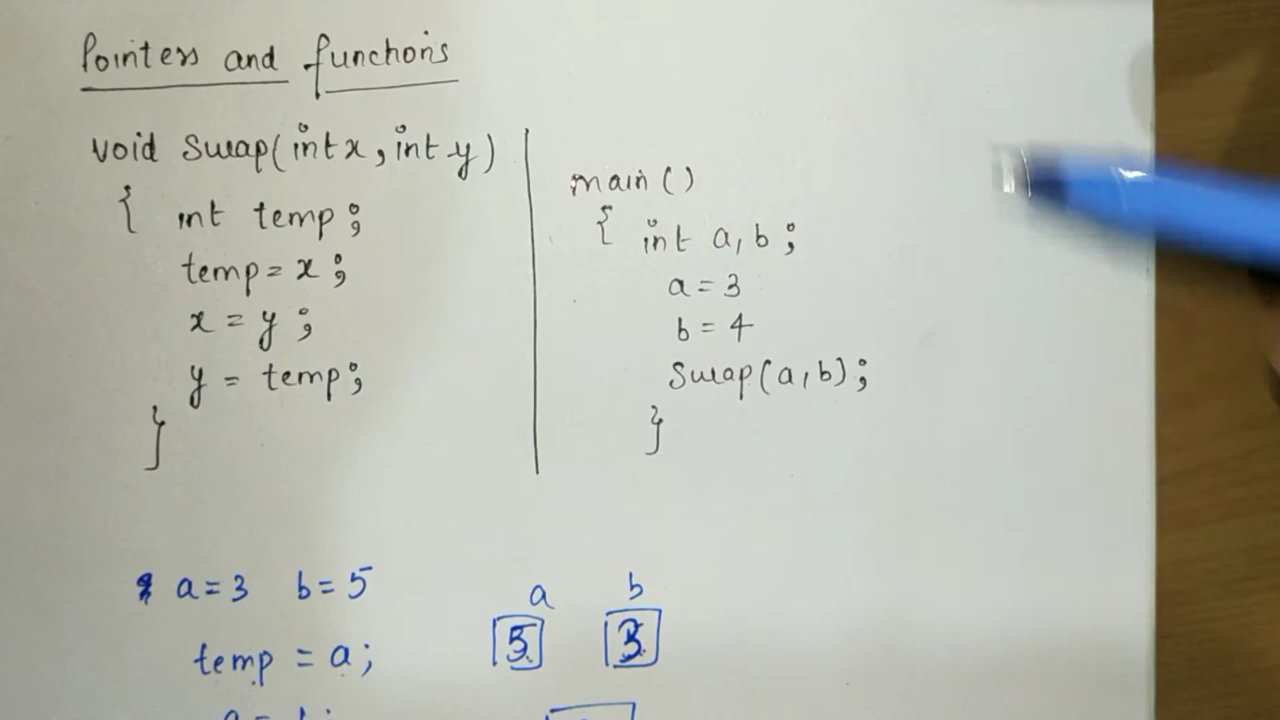 Pointers and functions
void swap(int x, int y)
{ int temp;
temp = x;
x = y;
y = temp;
}
main()
{ int a, b;
a = 3
b = 4
swap(a, b);
}
a = 3 b = 5
temp = a;
a b
5 3